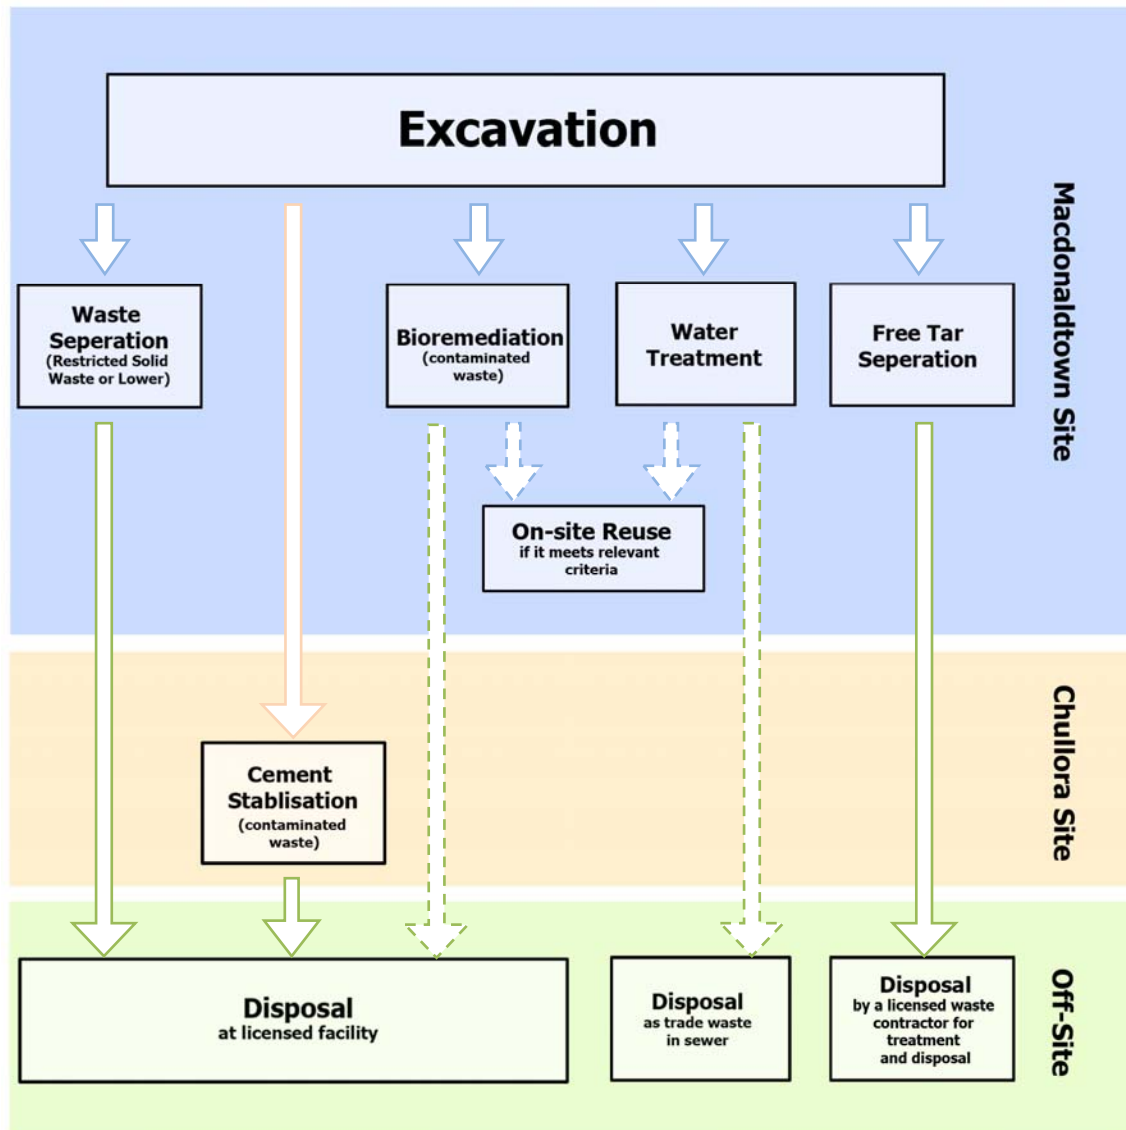 Excavation
Macdonaldtown Site
Waste
Seperation
(Restricted Solid
Waste or Lower)
Bioremediation
(contaminated
waste)
Water
Treatment
Free Tar
Seperation
On-site Reuse
if it meets relevant
criteria
Chullora Site
Cement
Stablisation
(contaminated
waste)
Off-Site
Disposal
at licensed facility
Disposal
as trade waste
in sewer
Disposal
by a licensed waste
contractor for
treatment
and disposal